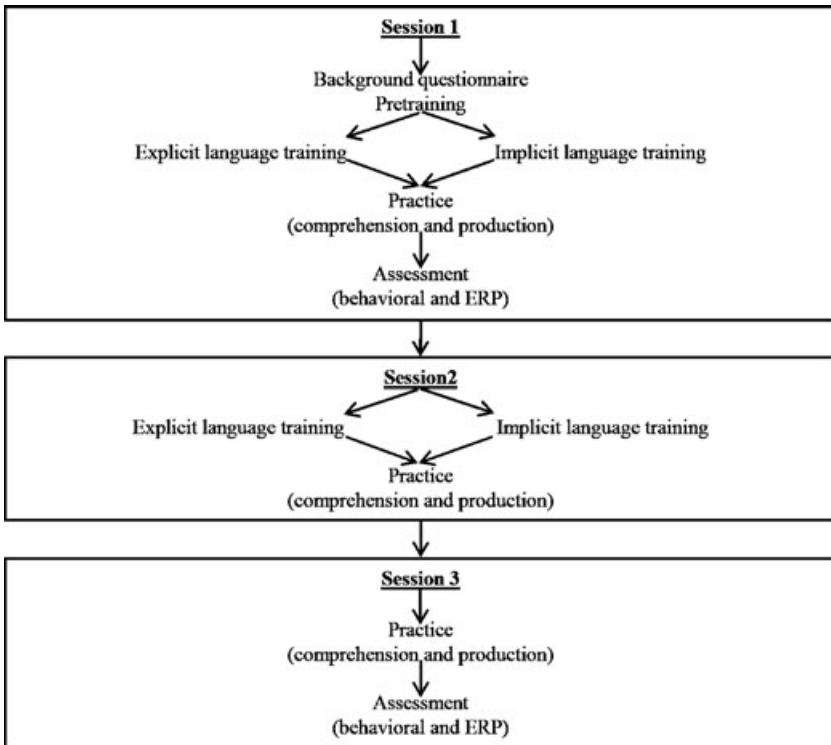 Session 1
Background questionnaire
Pretraining
Explicit language training
Implicit language training
Practice
(comprehension and production)
Assessment
(behavioral and ERP)
Session2
Explicit language training
Implicit language training
Practice
(comprehension and production)
Session 3
Practice
(comprehension and production)
Assessment
(behavioral and ERP)